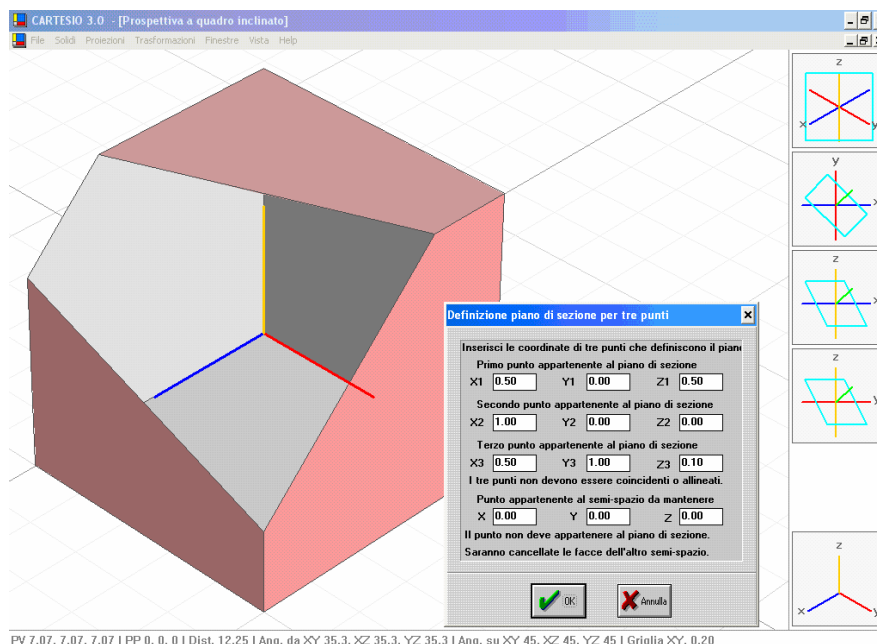 CARTESIO 3.0 - [Prospettiva a quadro inclinato]
File Solidi Proiezioni Trasformazioni Finestre Vista Help
z
x y
y
x
z
x
z
y
z
x y
Definizione piano di sezione per tre punti
Inserisci le coordinate di tre punti che definiscono il piano
Primo punto appartenente al piano di sezione
X1 0.50 Y1 0.00 Z1 0.50
Secondo punto appartenente al piano di sezione
X2 1.00 Y2 0.00 Z2 0.00
Terzo punto appartenente al piano di sezione
X3 0.50 Y3 1.00 Z3 0.10
I tre punti non devono essere coincidenti o allineati.
Punto appartenente al semi-spazio da mantenere
X 0.00 Y 0.00 Z 0.00
Il punto non deve appartenere al piano di sezione.
Saranno cancellate le facce dell'altro semi-spazio.
OK Annulla
PV 7.07, 7.07, 7.07 | PP 0, 0, 0 | Dist. 12.25 | Ang. da XY 35.3, XZ 35.3, YZ 35.3 | Ang. su XY 45, XZ 45, YZ 45 | Griglia XY, 0.20